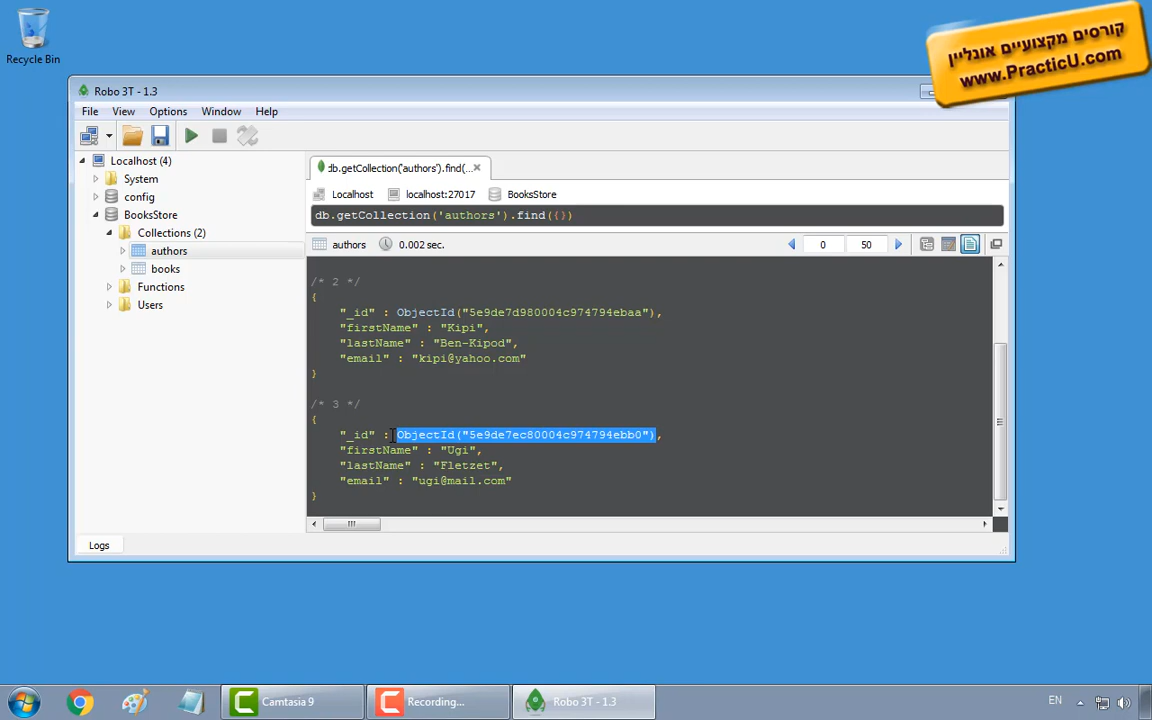 Recycle Bin
קורסים מקצועיים אונליין
www.PracticU.com
Robo 3T - 1.3
File View Options Window Help
Localhost (4)
System
config
BooksStore
Collections (2)
authors
books
Functions
Users
db.getCollection('authors').find(...
Localhost localhost:27017 BooksStore
db.getCollection('authors').find({})
authors 0.002 sec. 0 50
/* 2 */
{
"_id" : ObjectId("5e9de7d980004c974794ebaa"),
"firstName" : "Kipi",
"lastName" : "Ben-Kipod",
"email" : "kipi@yahoo.com"
}
/* 3 */
{
"_id" : ObjectId("5e9de7ec80004c974794ebb0"),
"firstName" : "Ugi",
"lastName" : "Fletzet",
"email" : "ugi@mail.com"
}
Logs
Camtasia 9 Recording... Robo 3T - 1.3 EN